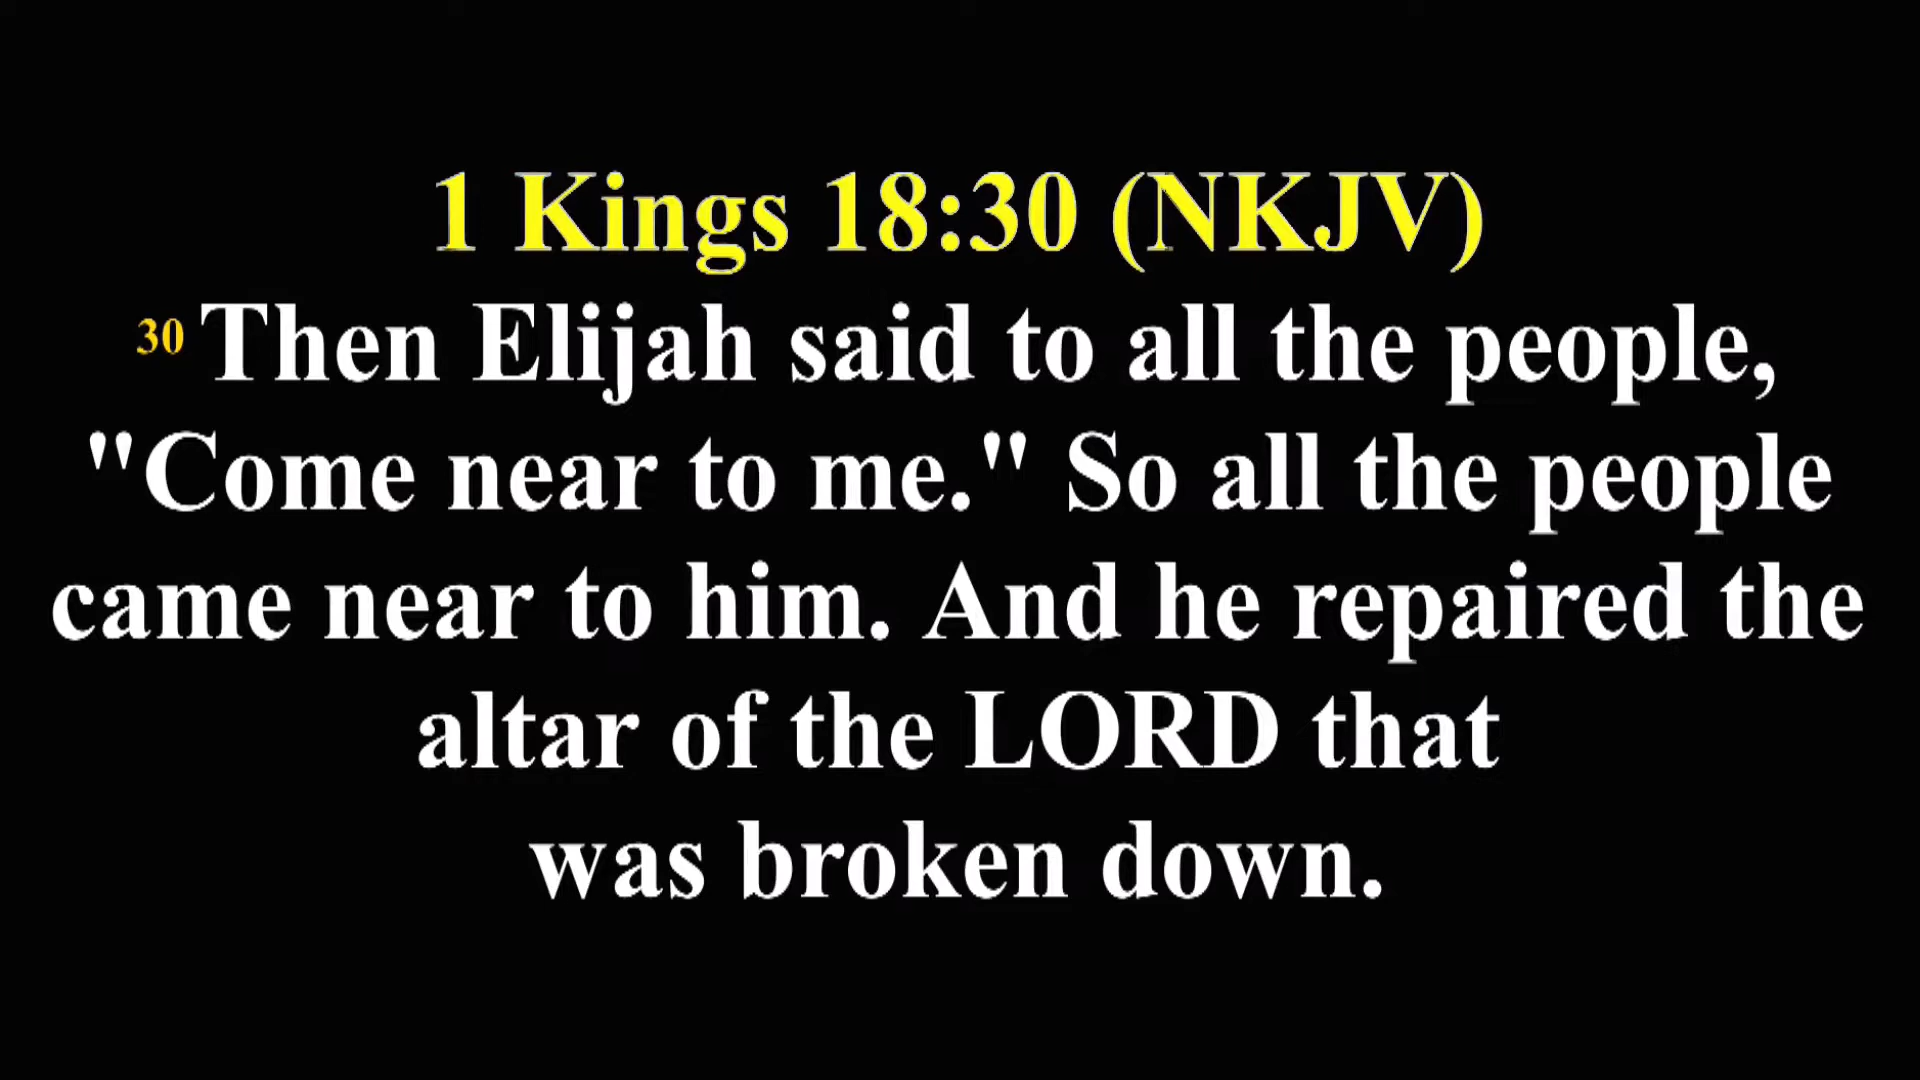 1 Kings 18:30 (NKJV)
30 Then Elijah said to all the people,
"Come near to me." So all the people
came near to him. And he repaired the
altar of the LORD that
was broken down.